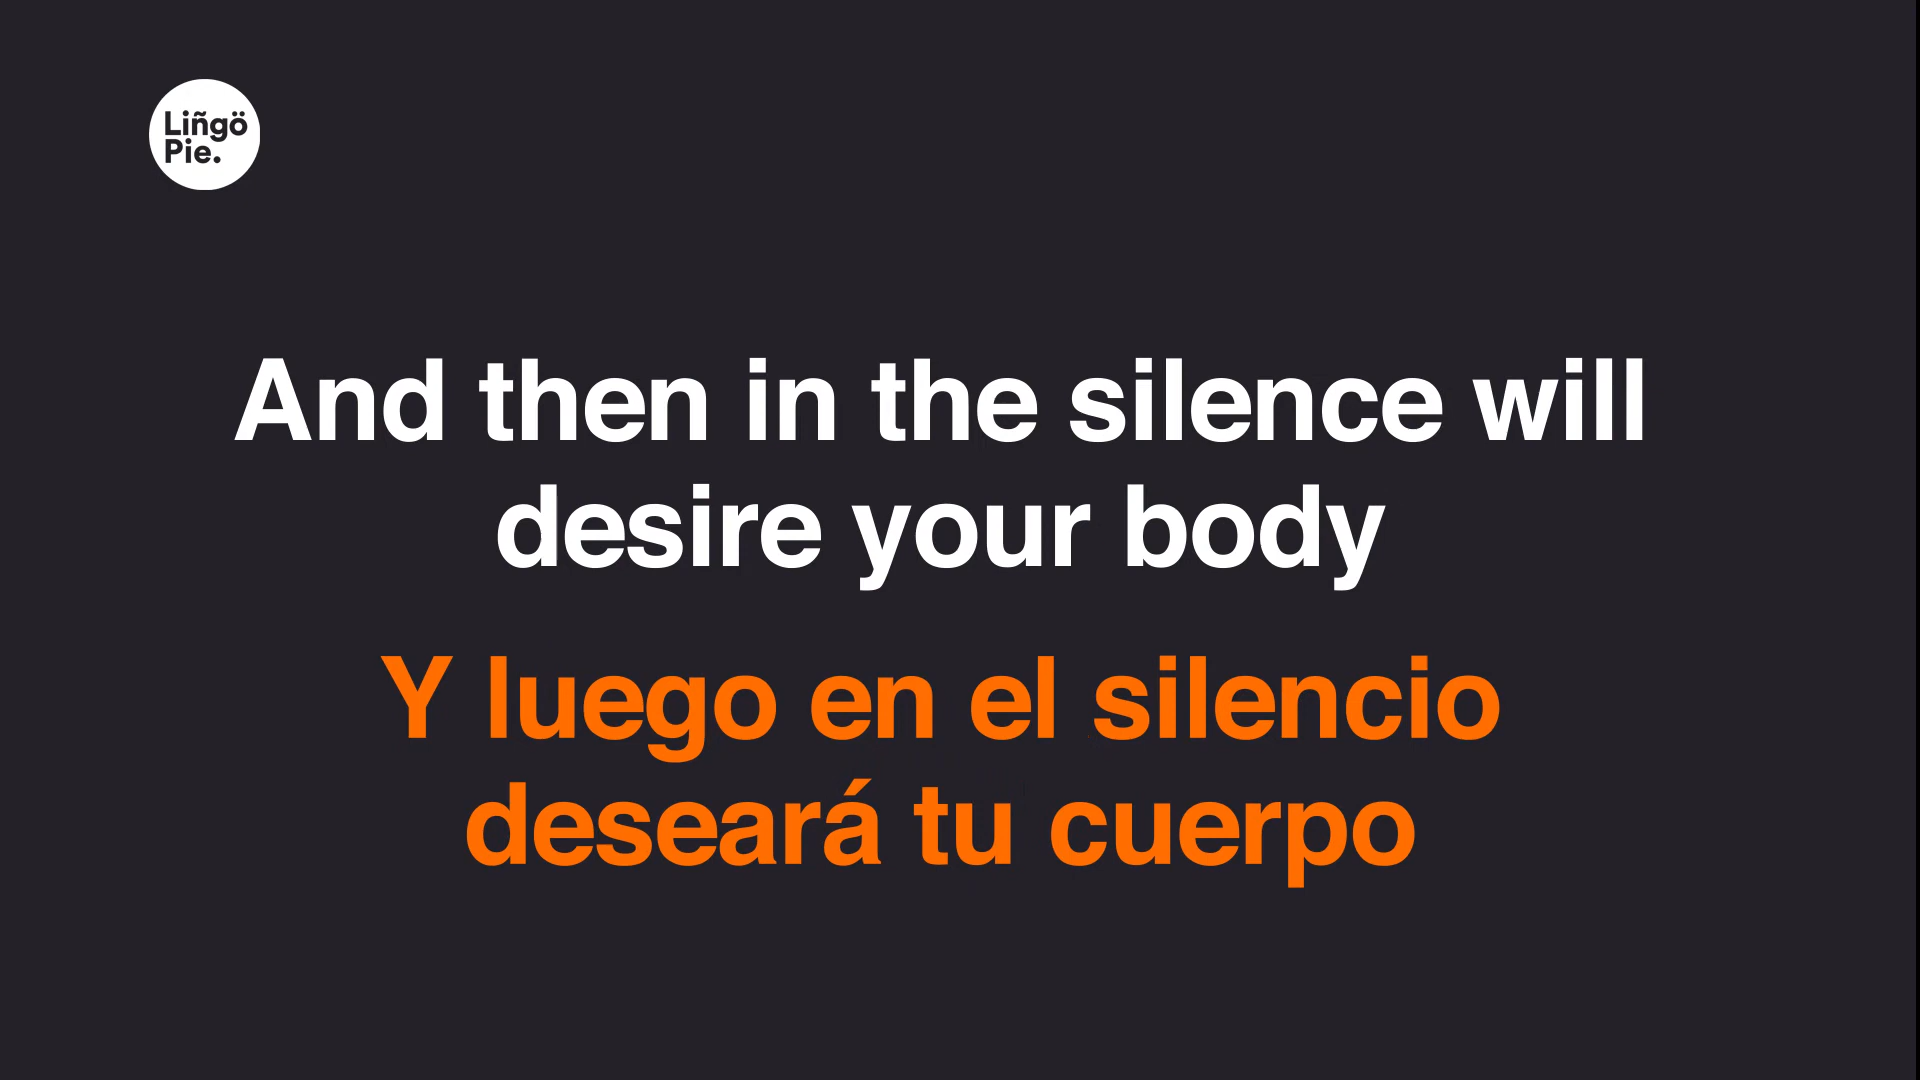 Liñgö
Pie.
And then in the silence will
desire your body
Y luego en el silencio
deseará tu cuerpo